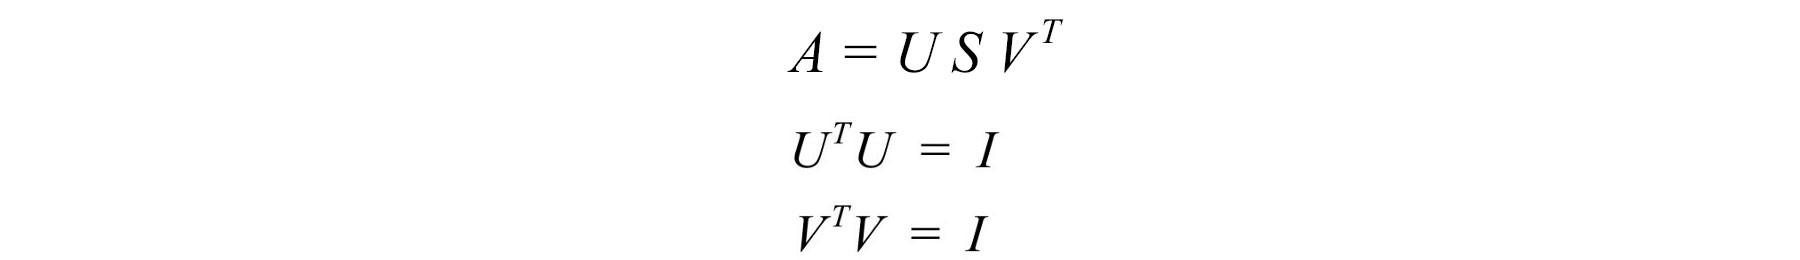 A = U S V^T
U^T U = I
V^T V = I